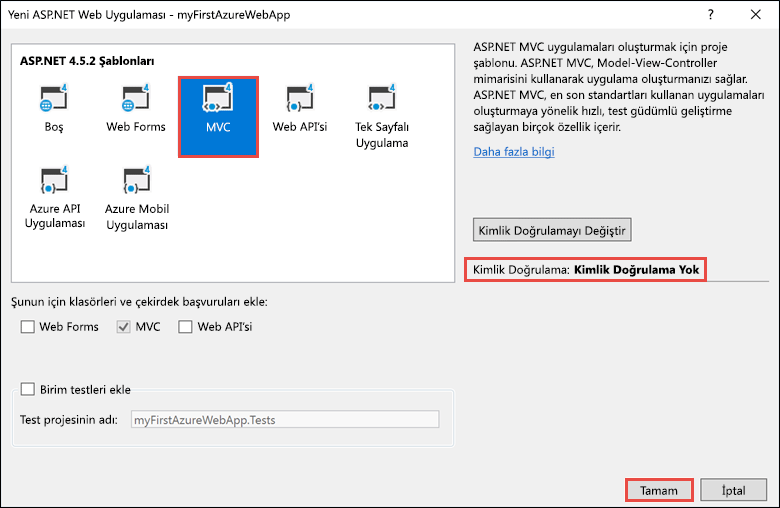 Yeni ASP.NET Web Uygulaması - myFirstAzureWebApp
?
ASP.NET 4.5.2 Şablonları
Boş
Web Forms
MVC
Web API'si
Tek Sayfalı
Uygulama
Azure API
Uygulaması
Azure Mobil
Uygulaması
ASP.NET MVC uygulamaları oluşturmak için proje
şablonu. ASP.NET MVC, Model-View-Controller
mimarisini kullanarak uygulama oluşturmanızı sağlar.
ASP.NET MVC, en son standartları kullanan uygulamaları
oluşturmaya yönelik hızlı, test güdümlü geliştirme
sağlayan birçok özellik içerir.
Daha fazla bilgi
Kimlik Doğrulamayı Değiştir
Kimlik Doğrulama: Kimlik Doğrulama Yok
Şunun için klasörleri ve çekirdek başvuruları ekle:
Web Forms
MVC
Web API'si
Birim testleri ekle
Test projesinin adı:
myFirstAzureWebApp.Tests
Tamam
İptal